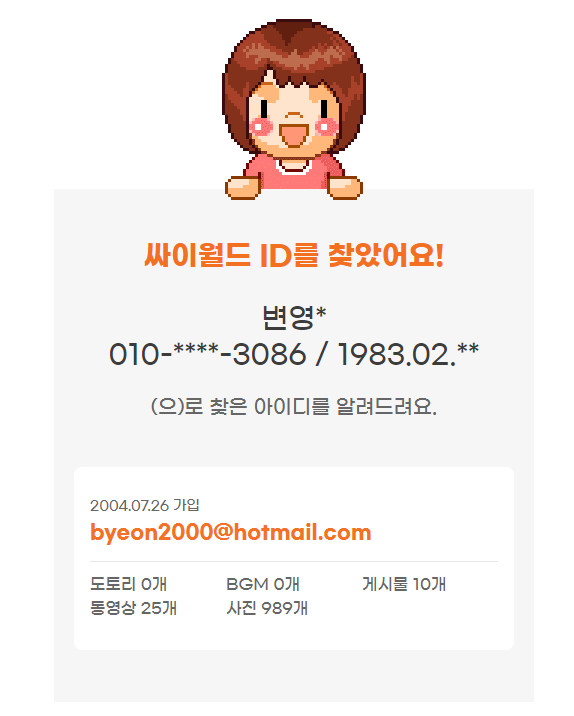 싸이월드 ID를 찾았어요!
변영*
010-****-3086 / 1983.02.**
(으)로 찾은 아이디를 알려드려요.
2004.07.26 가입
byeon2000@hotmail.com
도토리 0개 BGM 0개 게시물 10개
동영상 25개 사진 989개